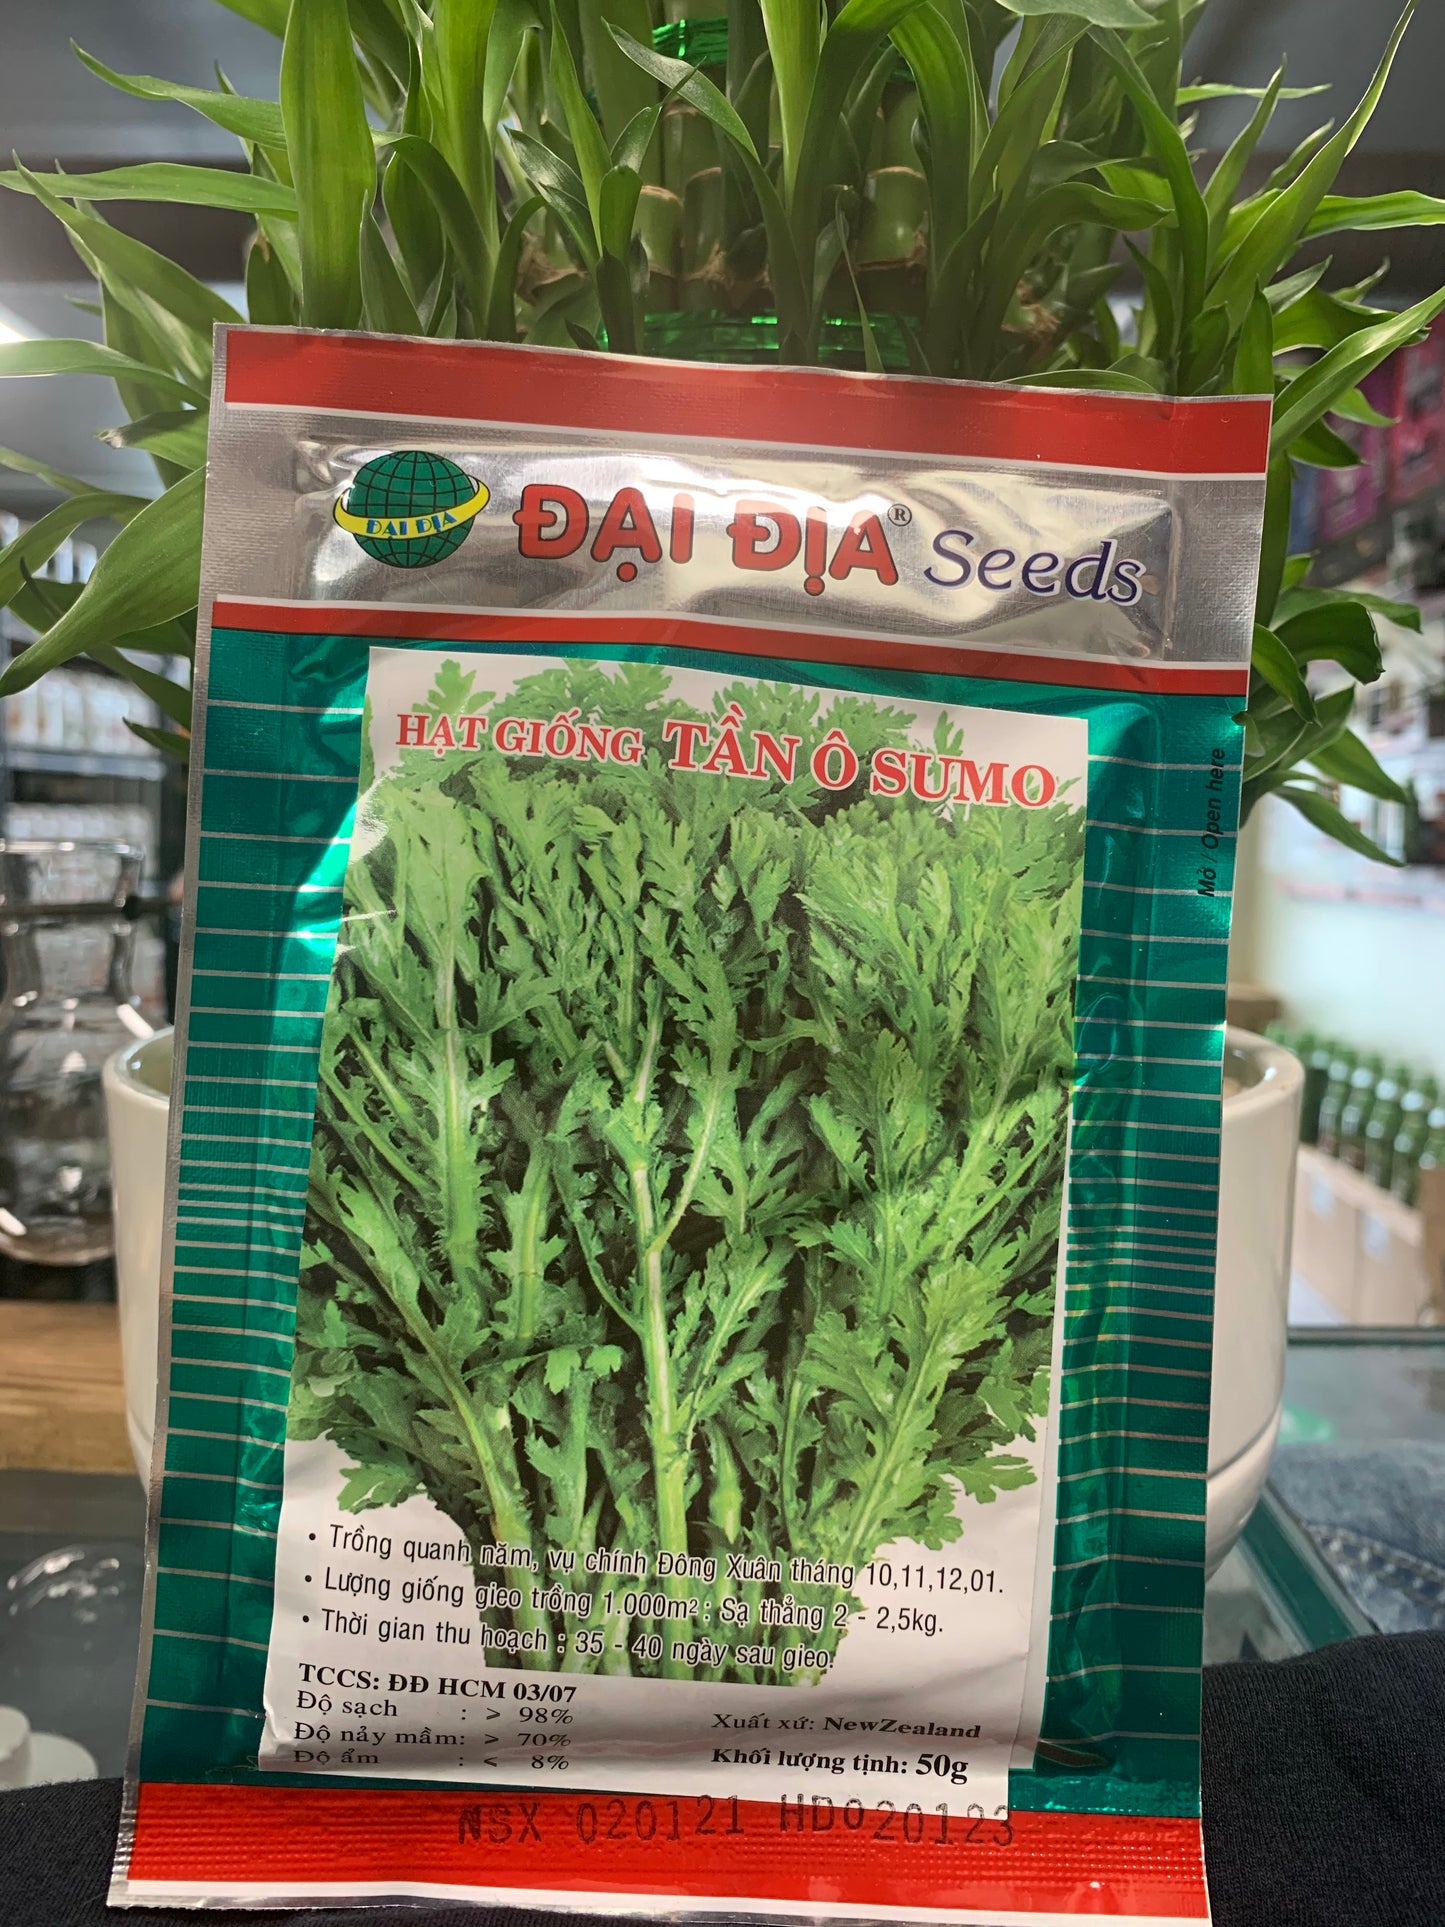 ĐẠI ĐỊA
ĐẠI ĐỊA® Seeds
HẠT GIỐNG TẦN Ô SUMO
Mở / Open here
• Trồng quanh năm, vụ chính Đông Xuân tháng 10,11,12,01.
• Lượng giống gieo trồng 1.000m² : Sạ thẳng 2 - 2,5kg.
• Thời gian thu hoạch : 35 - 40 ngày sau gieo.
TCCS: ĐĐ HCM 03/07
Độ sạch : > 98%
Độ nảy mầm: > 70%
Độ ẩm : < 8%
Xuất xứ: NewZealand
Khối lượng tịnh: 50g
NSX 020121 HD020123